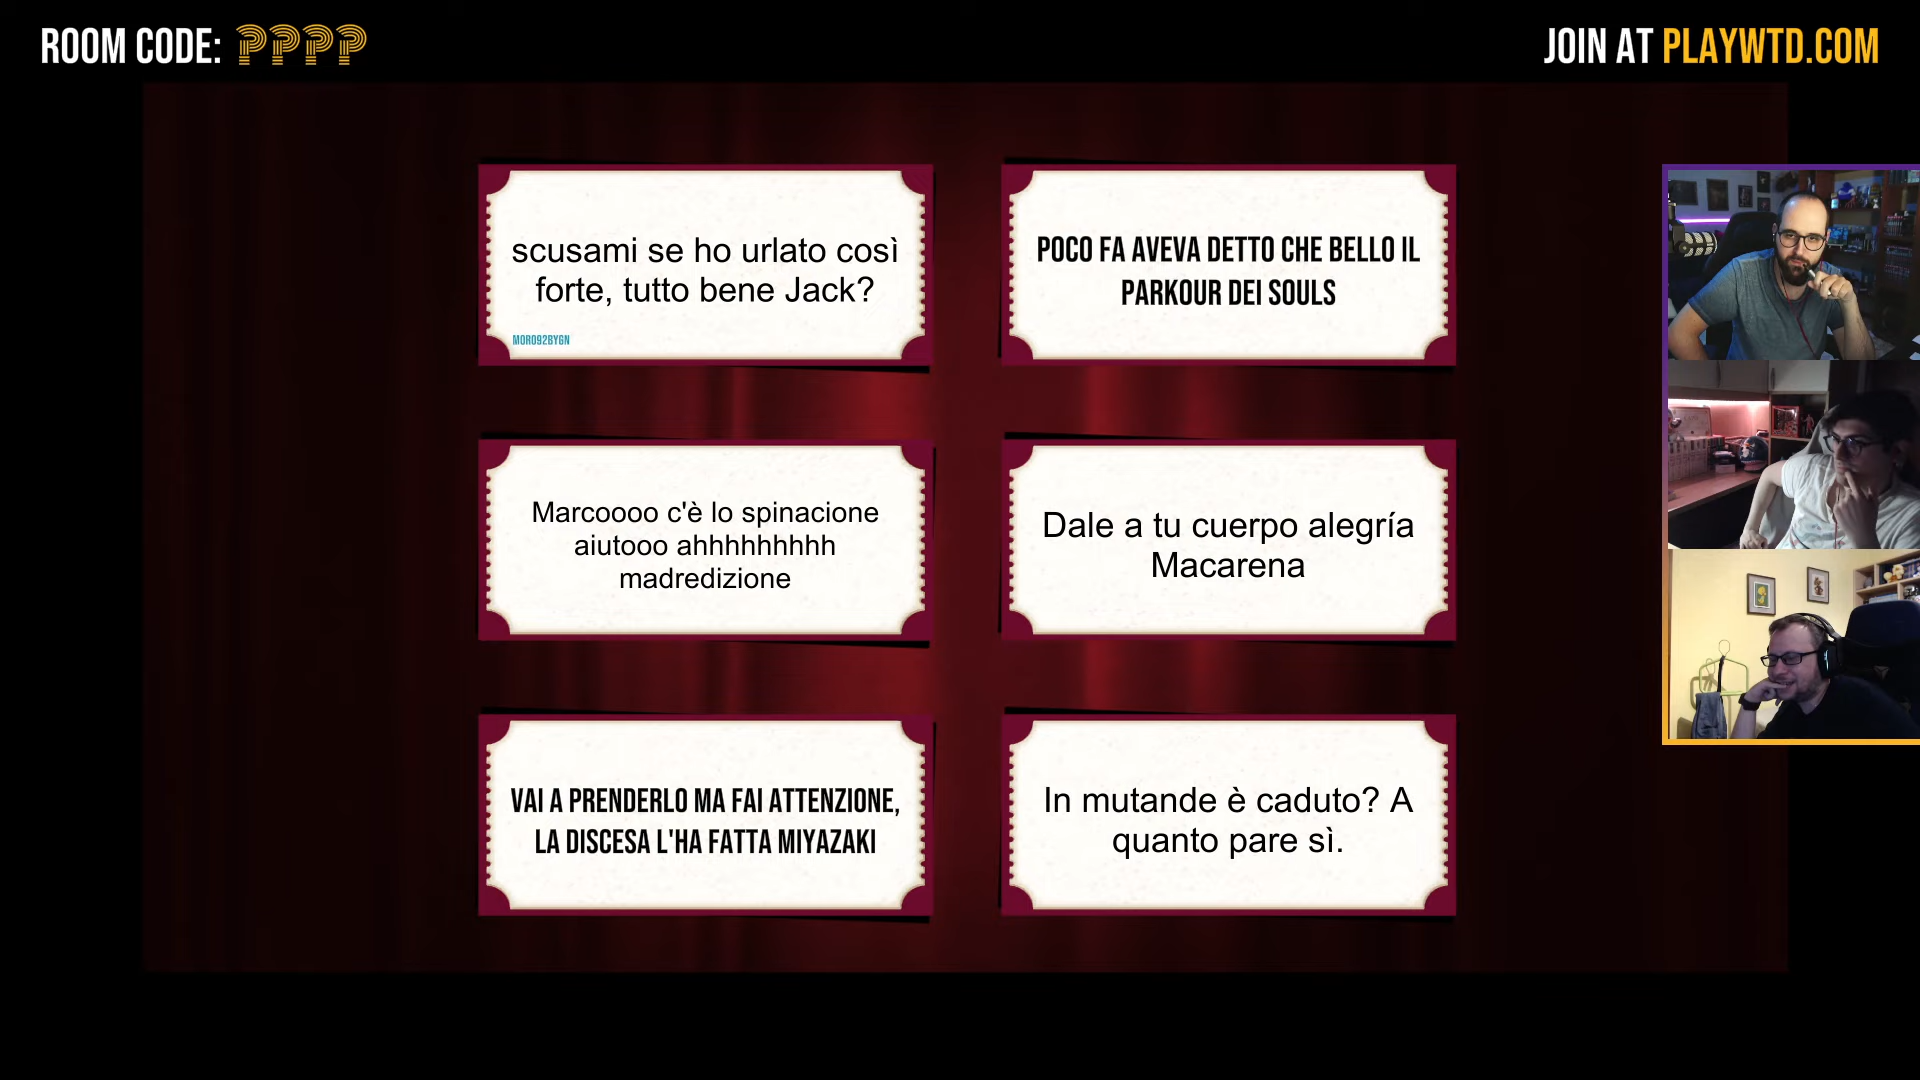 ROOM CODE: ????
JOIN AT PLAYWTD.COM
scusami se ho urlato così
forte, tutto bene Jack?
MORO92BYGN
POCO FA AVEVA DETTO CHE BELLO IL
PARKOUR DEI SOULS
Marcoooo c'è lo spinacione
aiutooo ahhhhhhhhh
madredizione
Dale a tu cuerpo alegría
Macarena
VAI A PRENDERLO MA FAI ATTENZIONE,
LA DISCESA L'HA FATTA MIYAZAKI
In mutande è caduto? A
quanto pare sì.